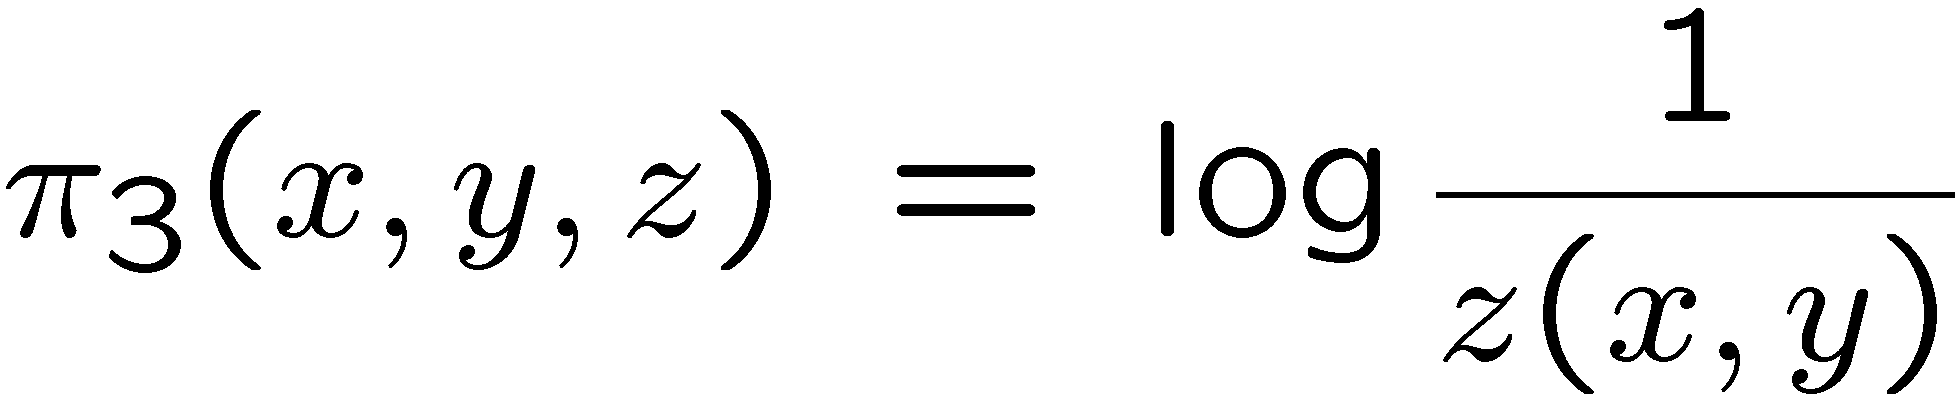 π₃(x, y, z) = log 1/z(x, y)